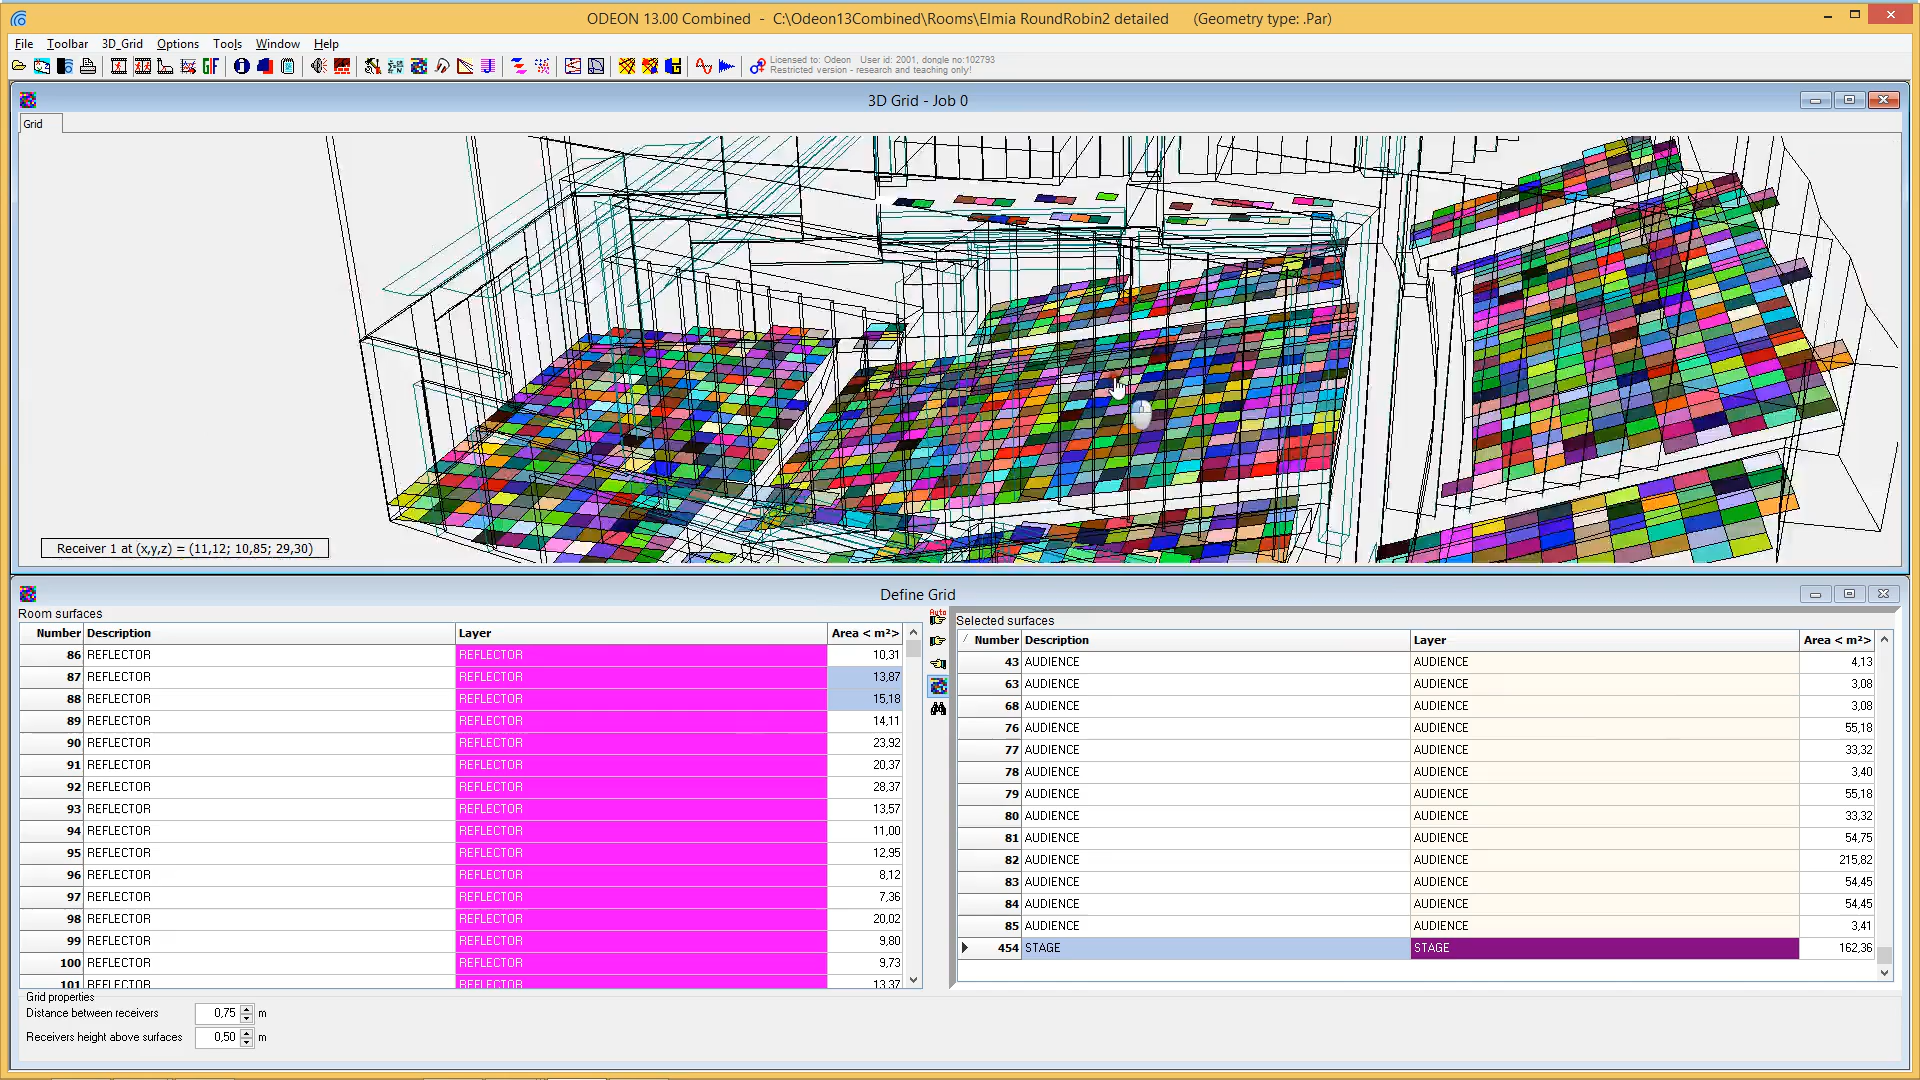 ODEON 13.00 Combined - C:\Odeon13Combined\Rooms\Elmia RoundRobin2 detailed (Geometry type: .Par)
File Toolbar 3D_Grid Options Tools Window Help
GIF
Licensed to: Odeon User id: 2001, dongle no:102793
Restricted version - research and teaching only!
3D Grid - Job 0
Grid
Receiver 1 at (x,y,z) = (11,12; 10,85; 29,30)
Define Grid
Room surfaces
Number Description Layer Area < m²>
86 REFLECTOR REFLECTOR 10,31
87 REFLECTOR REFLECTOR 13,87
88 REFLECTOR REFLECTOR 15,18
89 REFLECTOR REFLECTOR 14,11
90 REFLECTOR REFLECTOR 23,92
91 REFLECTOR REFLECTOR 20,37
92 REFLECTOR REFLECTOR 28,37
93 REFLECTOR REFLECTOR 13,57
94 REFLECTOR REFLECTOR 11,00
95 REFLECTOR REFLECTOR 12,95
96 REFLECTOR REFLECTOR 8,12
97 REFLECTOR REFLECTOR 7,36
98 REFLECTOR REFLECTOR 20,02
99 REFLECTOR REFLECTOR 9,80
100 REFLECTOR REFLECTOR 9,73
101 REFLECTOR REFLECTOR 13,37
Auto
Selected surfaces
Number Description Layer Area < m²>
43 AUDIENCE AUDIENCE 4,13
63 AUDIENCE AUDIENCE 3,08
68 AUDIENCE AUDIENCE 3,08
76 AUDIENCE AUDIENCE 55,18
77 AUDIENCE AUDIENCE 33,32
78 AUDIENCE AUDIENCE 3,40
79 AUDIENCE AUDIENCE 55,18
80 AUDIENCE AUDIENCE 33,32
81 AUDIENCE AUDIENCE 54,75
82 AUDIENCE AUDIENCE 215,82
83 AUDIENCE AUDIENCE 54,45
84 AUDIENCE AUDIENCE 54,45
85 AUDIENCE AUDIENCE 3,41
454 STAGE STAGE 162,36
Grid properties
Distance between receivers 0,75 m
Receivers height above surfaces 0,50 m